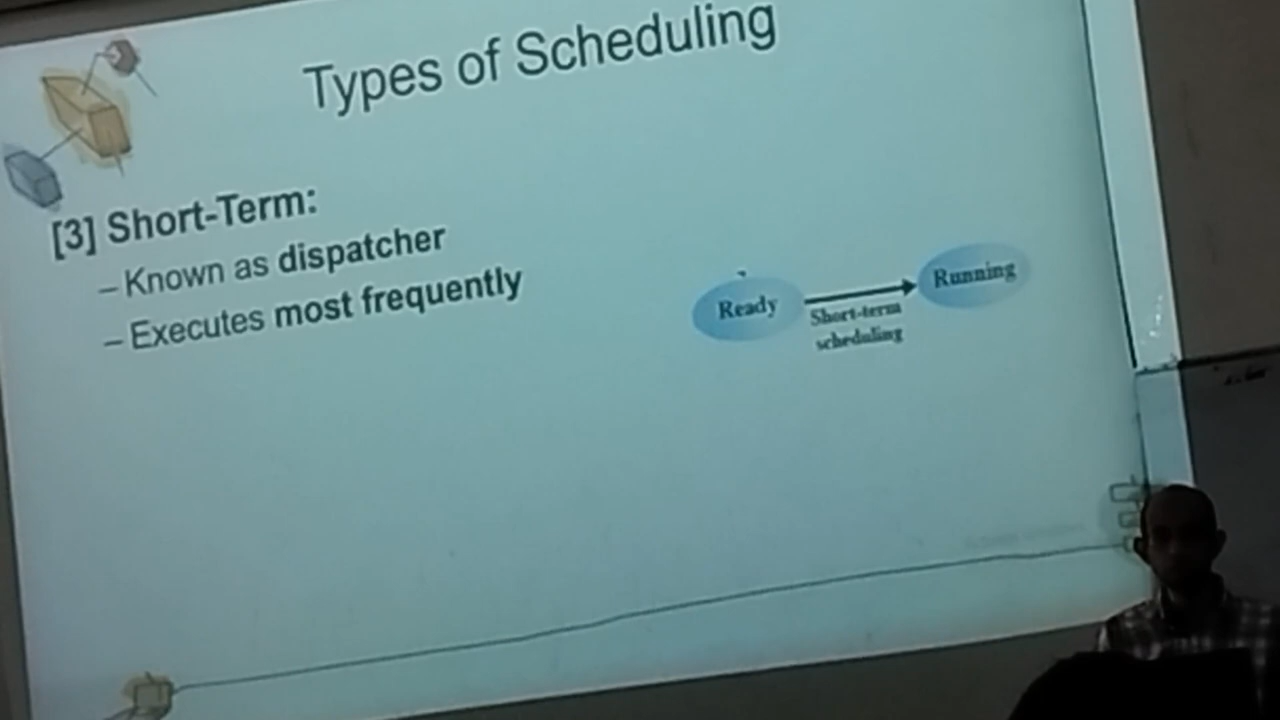 Types of Scheduling
[3] Short-Term:
– Known as dispatcher
– Executes most frequently
Ready
Short-term
scheduling
Running